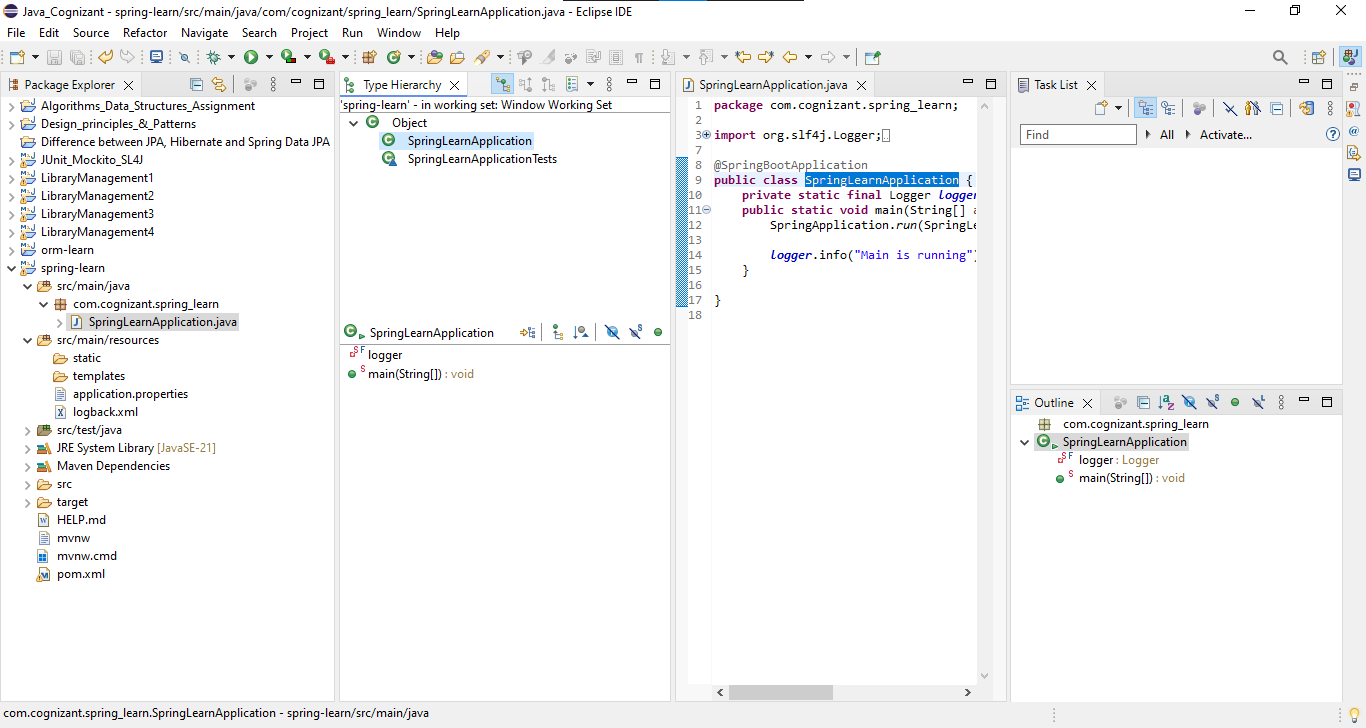 Java_Cognizant - spring-learn/src/main/java/com/cognizant/spring_learn/SpringLearnApplication.java - Eclipse IDE
File Edit Source Refactor Navigate Search Project Run Window Help
Package Explorer
Algorithms_Data_Structures_Assignment
Design_principles_&_Patterns
Difference between JPA, Hibernate and Spring Data JPA
JUnit_Mockito_SL4J
LibraryManagement1
LibraryManagement2
LibraryManagement3
LibraryManagement4
orm-learn
spring-learn
src/main/java
com.cognizant.spring_learn
SpringLearnApplication.java
src/main/resources
static
templates
application.properties
logback.xml
src/test/java
JRE System Library [JavaSE-21]
Maven Dependencies
src
target
HELP.md
mvnw
mvnw.cmd
pom.xml
Type Hierarchy
'spring-learn' - in working set: Window Working Set
Object
SpringLearnApplication
SpringLearnApplicationTests
SpringLearnApplication
logger
main(String[]) : void
SpringLearnApplication.java
1 package com.cognizant.spring_learn;
2
3 import org.slf4j.Logger;
7
8 @SpringBootApplication
9 public class SpringLearnApplication {
10 private static final Logger logger
11 public static void main(String[] a
12 SpringApplication.run(SpringLe
13
14 logger.info("Main is running"
15 }
16
17 }
18
Task List
Find All Activate...
Outline
com.cognizant.spring_learn
SpringLearnApplication
logger : Logger
main(String[]) : void
com.cognizant.spring_learn.SpringLearnApplication - spring-learn/src/main/java